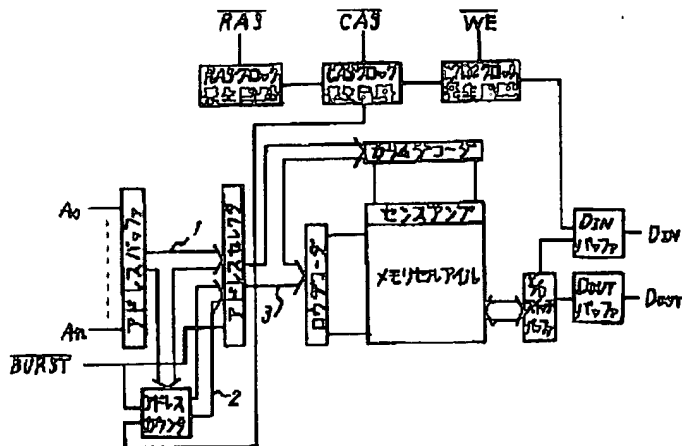 RAS
CAS
WE
RASクロック
発生回路
CASクロック
発生回路
クロック
発生回路
カラムデコーダ
センスアンプ
メモリセルアイル
ロウデコーダ
アドレスバッファ
アドレスセレクタ
A0
An
1
2
3
BURST
アドレス
カウンタ
I/O
バッファ
DIN
バッファ
DIN
DOUT
バッファ
DOUT